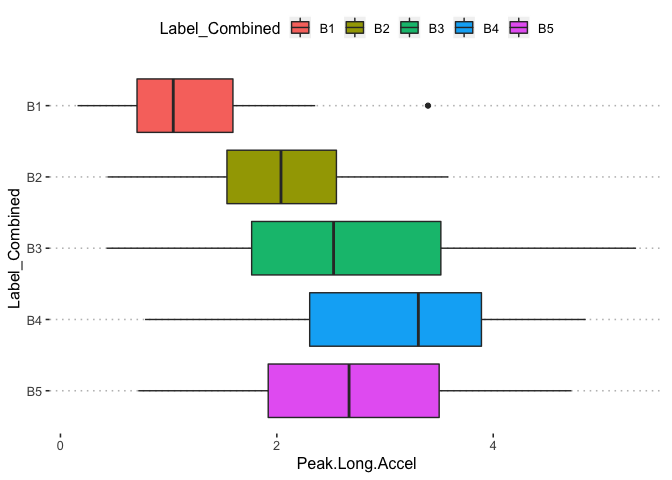 Label_Combined B1 B2 B3 B4 B5
B1
B2
B3
B4
B5
Label_Combined
0 2 4
Peak.Long.Accel